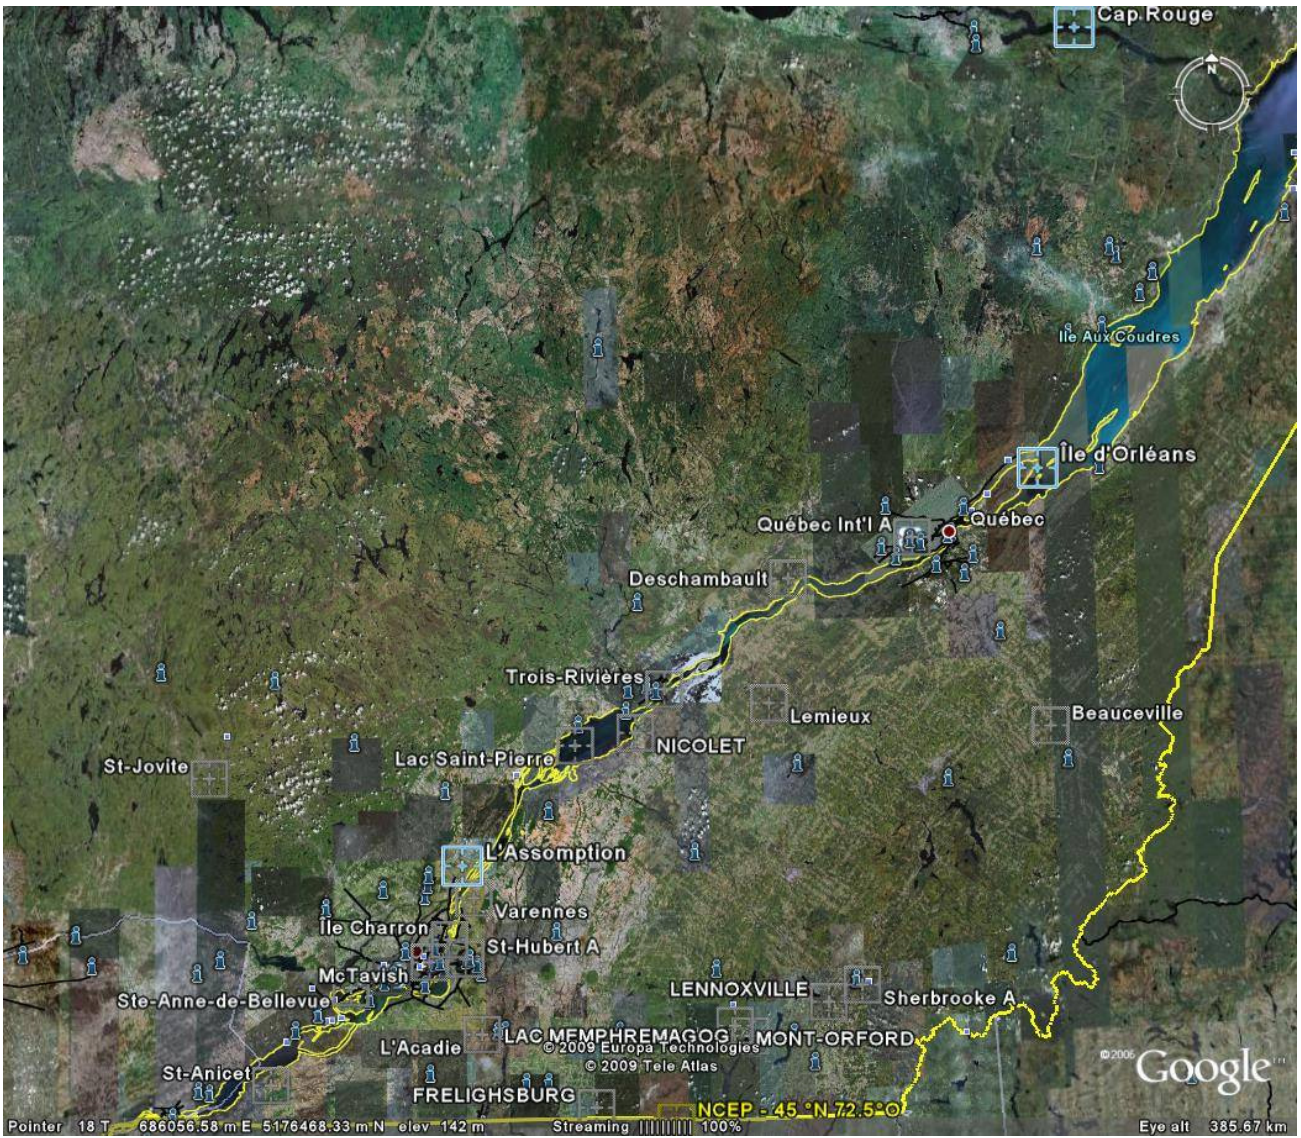 Cap Rouge
N
Ile Aux Coudres
Île d'Orléans
Québec Int'l A
Québec
Deschambault
Trois-Rivières
Lemieux
Beauceville
NICOLET
Lac Saint-Pierre
St-Jovite
L'Assomption
Varennes
Île Charron
St-Hubert A
McTavish
LENNOXVILLE
Sherbrooke A
Ste-Anne-de-Bellevue
LAC MEMPHREMAGOG
MONT-ORFORD
L'Acadie
© 2009 Europa Technologies
© 2009 Tele Atlas
©2006 Google™
St-Anicet
FRELIGHSBURG
NCEP - 45 °N 72.5°O
Pointer 18 T 686056.58 m E 5176468.33 m N elev 142 m Streaming |||||||||| 100% Eye alt 385.67 km